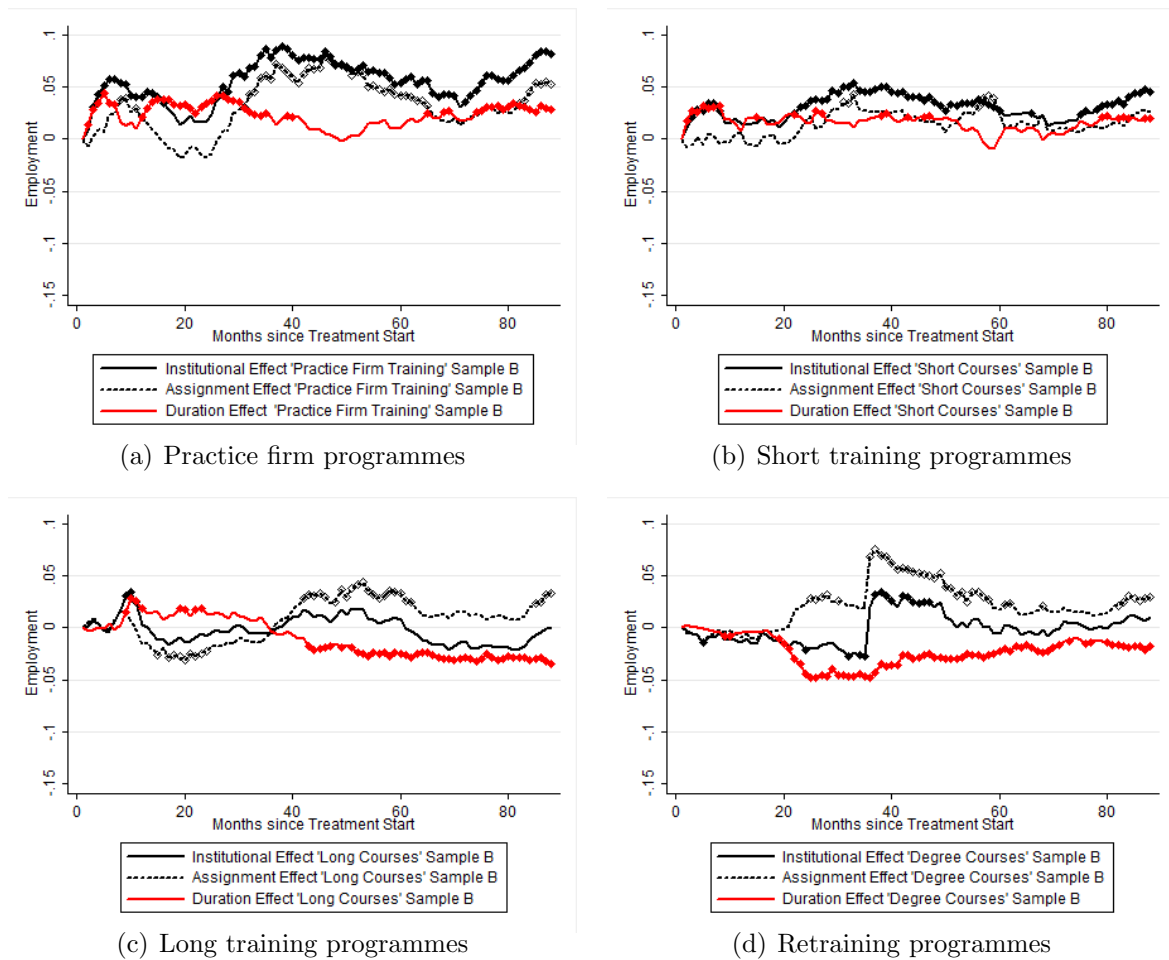 .1
.05
0
-.05
-.1
-.15
Employment
0 20 40 60 80
Months since Treatment Start
Institutional Effect 'Practice Firm Training' Sample B
Assignment Effect 'Practice Firm Training' Sample B
Duration Effect 'Practice Firm Training' Sample B
(a) Practice firm programmes
.1
.05
0
-.05
-.1
-.15
Employment
0 20 40 60 80
Months since Treatment Start
Institutional Effect 'Short Courses' Sample B
Assignment Effect 'Short Courses' Sample B
Duration Effect 'Short Courses' Sample B
(b) Short training programmes
.1
.05
0
-.05
-.1
-.15
Employment
0 20 40 60 80
Months since Treatment Start
Institutional Effect 'Long Courses' Sample B
Assignment Effect 'Long Courses' Sample B
Duration Effect 'Long Courses' Sample B
(c) Long training programmes
.1
.05
0
-.05
-.1
-.15
Employment
0 20 40 60 80
Months since Treatment Start
Institutional Effect 'Degree Courses' Sample B
Assignment Effect 'Degree Courses' Sample B
Duration Effect 'Degree Courses' Sample B
(d) Retraining programmes